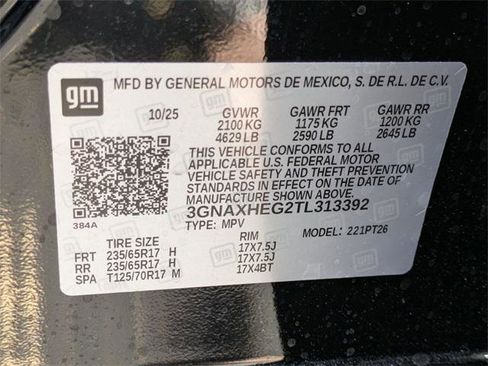 gm
MFD BY GENERAL MOTORS DE MEXICO, S. DE R.L. DE C.V.
10/25 GVWR GAWR FRT GAWR RR
2100 KG 1175 KG 1200 KG
4629 LB 2590 LB 2645 LB
THIS VEHICLE CONFORMS TO ALL
APPLICABLE U.S. FEDERAL MOTOR
VEHICLE SAFETY AND THEFT PREVENTION
STANDARDS IN EFFECT ON THE DATE OF
MANUFACTURE SHOWN ABOVE.
3GNAXHEG2TL313392
384A TYPE: MPV MODEL: 221PT26
TIRE SIZE RIM
FRT 235/65R17 H 17X7.5J
RR 235/65R17 H 17X7.5J
SPA T125/70R17 M 17X4BT